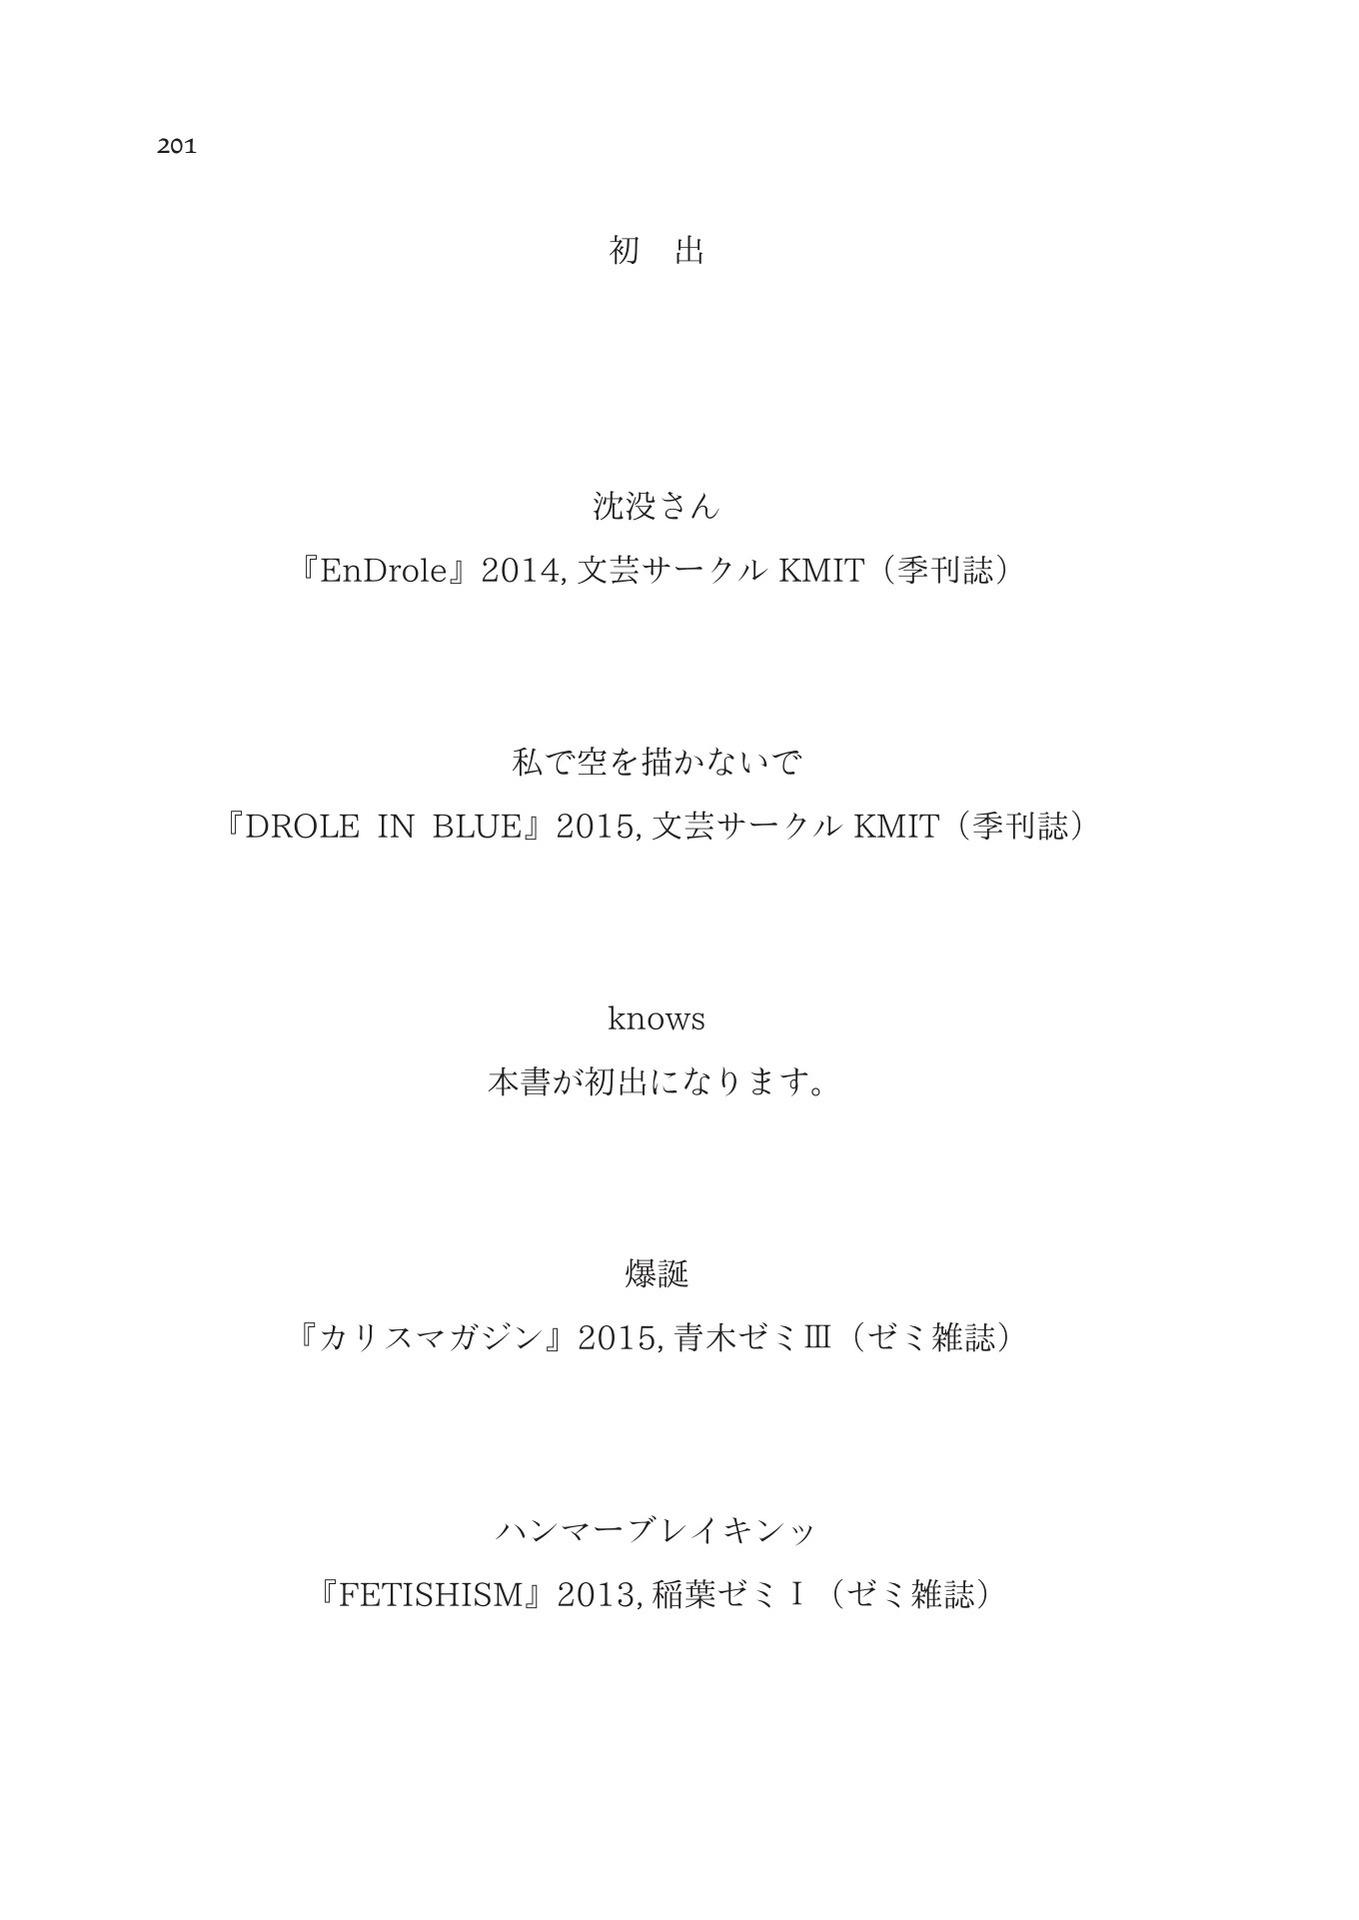 201
初　出
沈没さん
『EnDrole』2014, 文芸サークル KMIT（季刊誌）
私で空を描かないで
『DROLE IN BLUE』2015, 文芸サークル KMIT（季刊誌）
knows
本書が初出になります。
爆誕
『カリスマガジン』2015, 青木ゼミⅢ（ゼミ雑誌）
ハンマーブレイキンッ
『FETISHISM』2013, 稲葉ゼミⅠ（ゼミ雑誌）